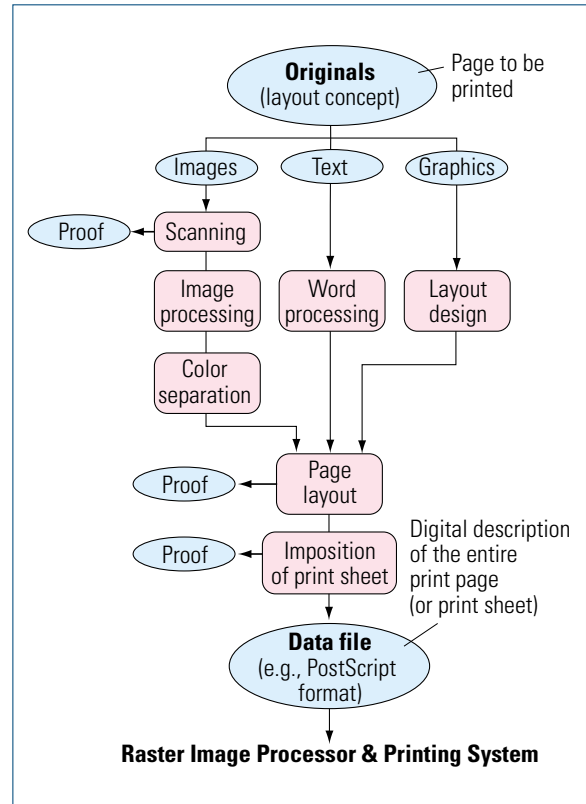 Originals
(layout concept)
Page to be
printed
Images
Text
Graphics
Proof
Scanning
Image
processing
Word
processing
Layout
design
Color
separation
Page
layout
Proof
Proof
Imposition
of print sheet
Digital description
of the entire
print page
(or print sheet)
Data file
(e.g., PostScript
format)
Raster Image Processor & Printing System